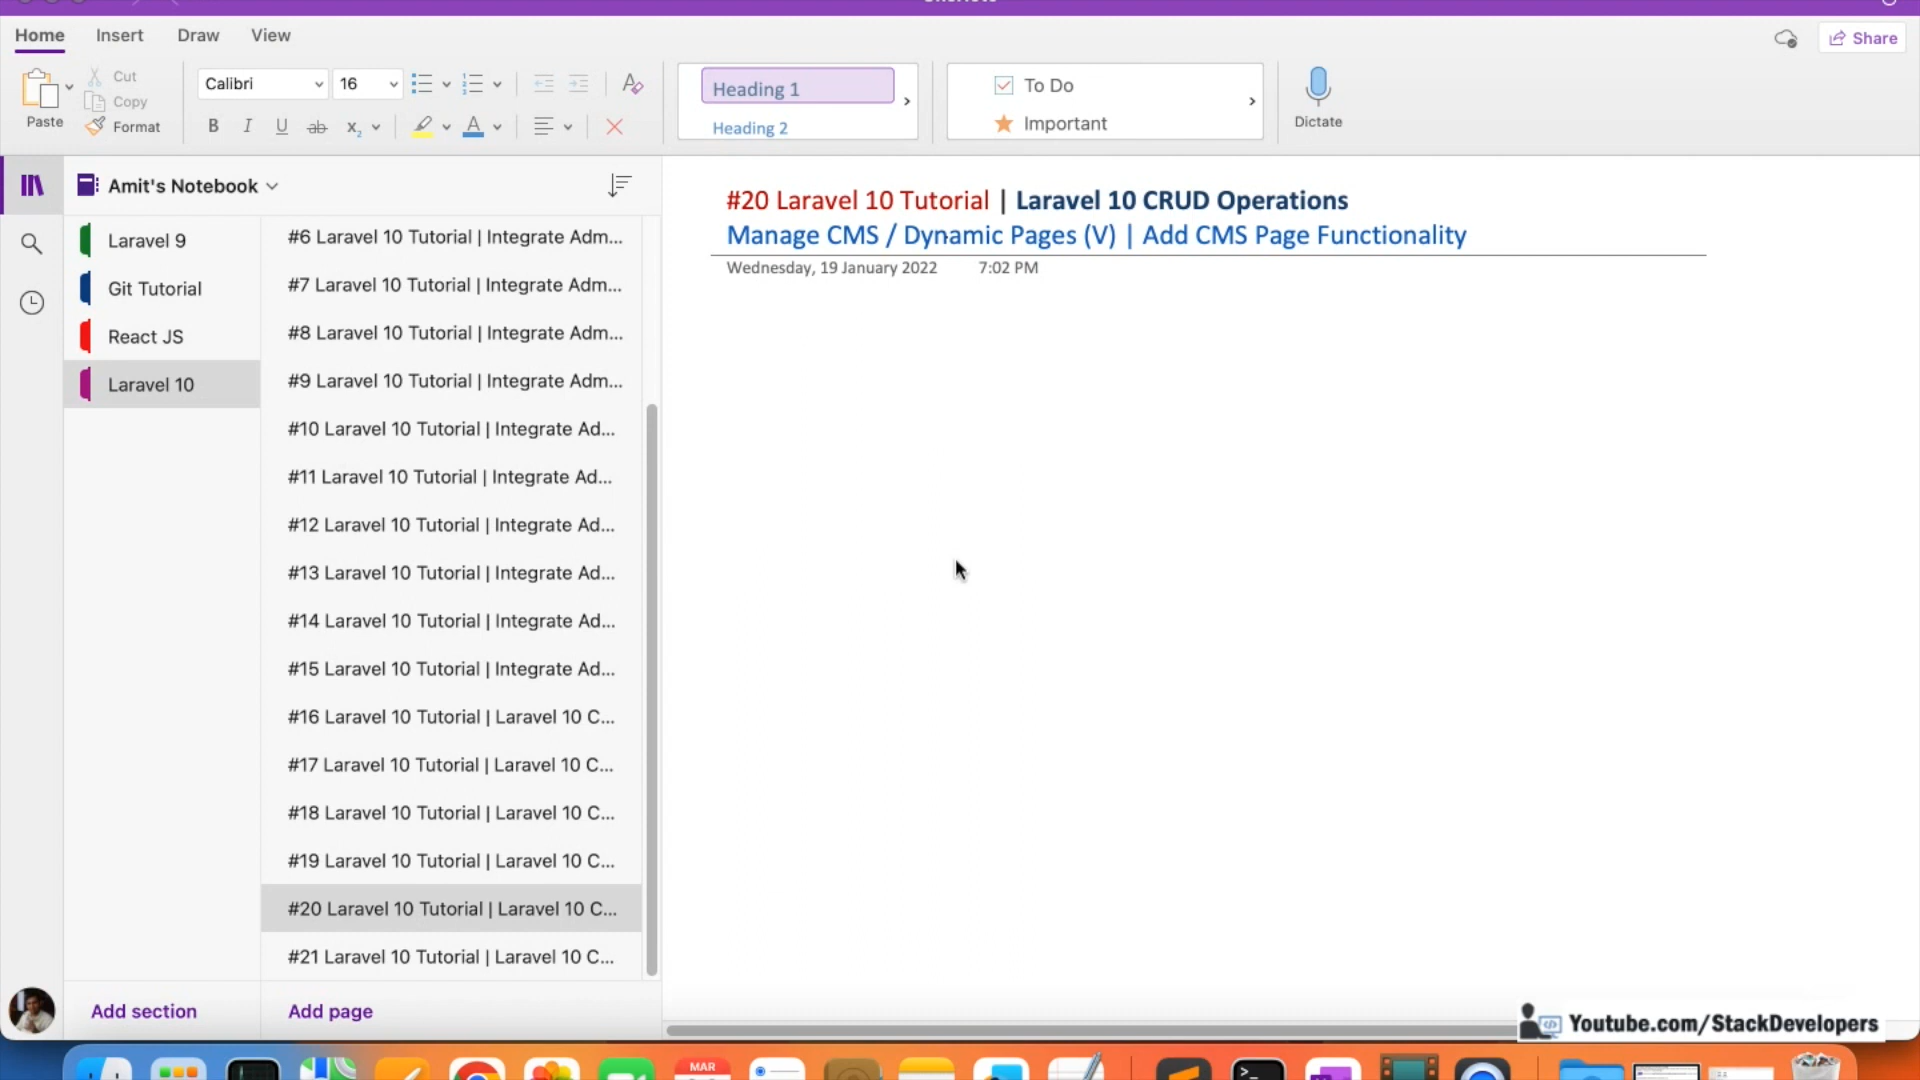 Home Insert Draw View
Share
Paste
Cut
Copy
Format
Calibri 16
Heading 1
Heading 2
To Do
Important
Dictate
Amit's Notebook
Laravel 9
Git Tutorial
React JS
Laravel 10
#6 Laravel 10 Tutorial | Integrate Adm...
#7 Laravel 10 Tutorial | Integrate Adm...
#8 Laravel 10 Tutorial | Integrate Adm...
#9 Laravel 10 Tutorial | Integrate Adm...
#10 Laravel 10 Tutorial | Integrate Ad...
#11 Laravel 10 Tutorial | Integrate Ad...
#12 Laravel 10 Tutorial | Integrate Ad...
#13 Laravel 10 Tutorial | Integrate Ad...
#14 Laravel 10 Tutorial | Integrate Ad...
#15 Laravel 10 Tutorial | Integrate Ad...
#16 Laravel 10 Tutorial | Laravel 10 C...
#17 Laravel 10 Tutorial | Laravel 10 C...
#18 Laravel 10 Tutorial | Laravel 10 C...
#19 Laravel 10 Tutorial | Laravel 10 C...
#20 Laravel 10 Tutorial | Laravel 10 C...
#21 Laravel 10 Tutorial | Laravel 10 C...
Add section
Add page
#20 Laravel 10 Tutorial | Laravel 10 CRUD Operations
Manage CMS / Dynamic Pages (V) | Add CMS Page Functionality
Wednesday, 19 January 2022 7:02 PM
Youtube.com/StackDevelopers
MAR